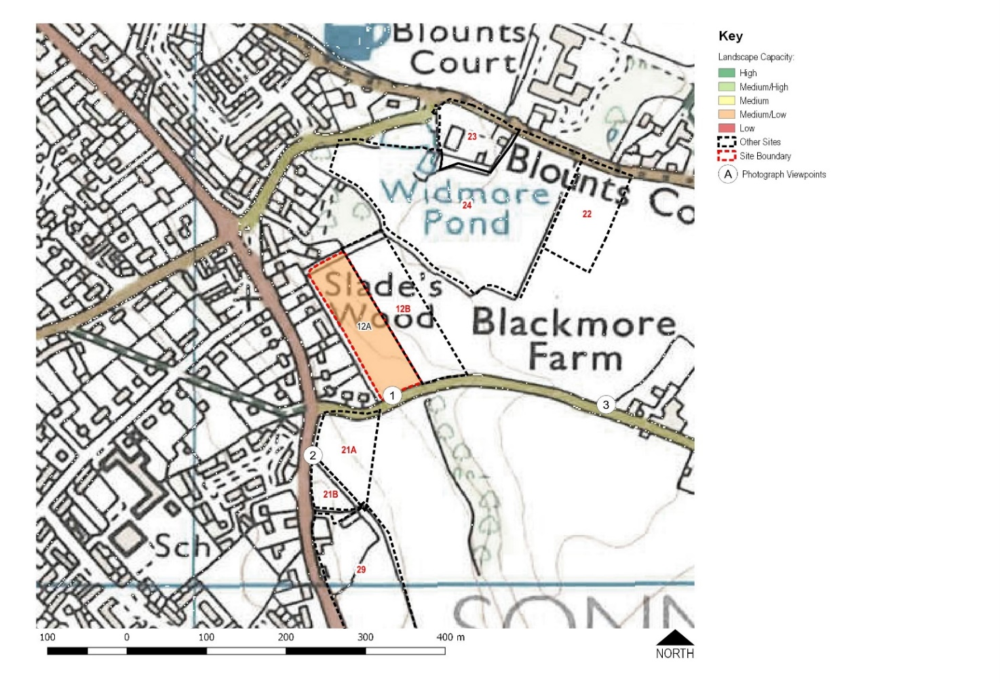 Blounts
Court
Key
Landscape Capacity:
High
Medium/High
Medium
Medium/Low
Low
Other Sites
Site Boundary
A Photograph Viewpoints
23
Blounts Co
Widmore
24
Pond
22
Slade's
12B
Wood
12A
Blackmore
Farm
1
3
2
21A
21B
Sch
29
SOMN
100 0 100 200 300 400 m
NORTH